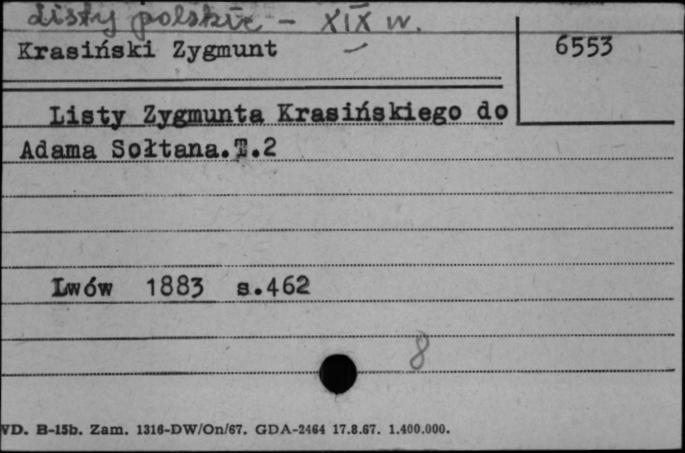 Listy polskie - XIX w.
Krasiński Zygmunt
6553
Listy Zygmunta Krasińskiego do
Adama Sołtana.T.2
Lwów 1883 s.462
8
VD. B-15b. Zam. 1316-DW/On/67. GDA-2464 17.8.67. 1.400.000.